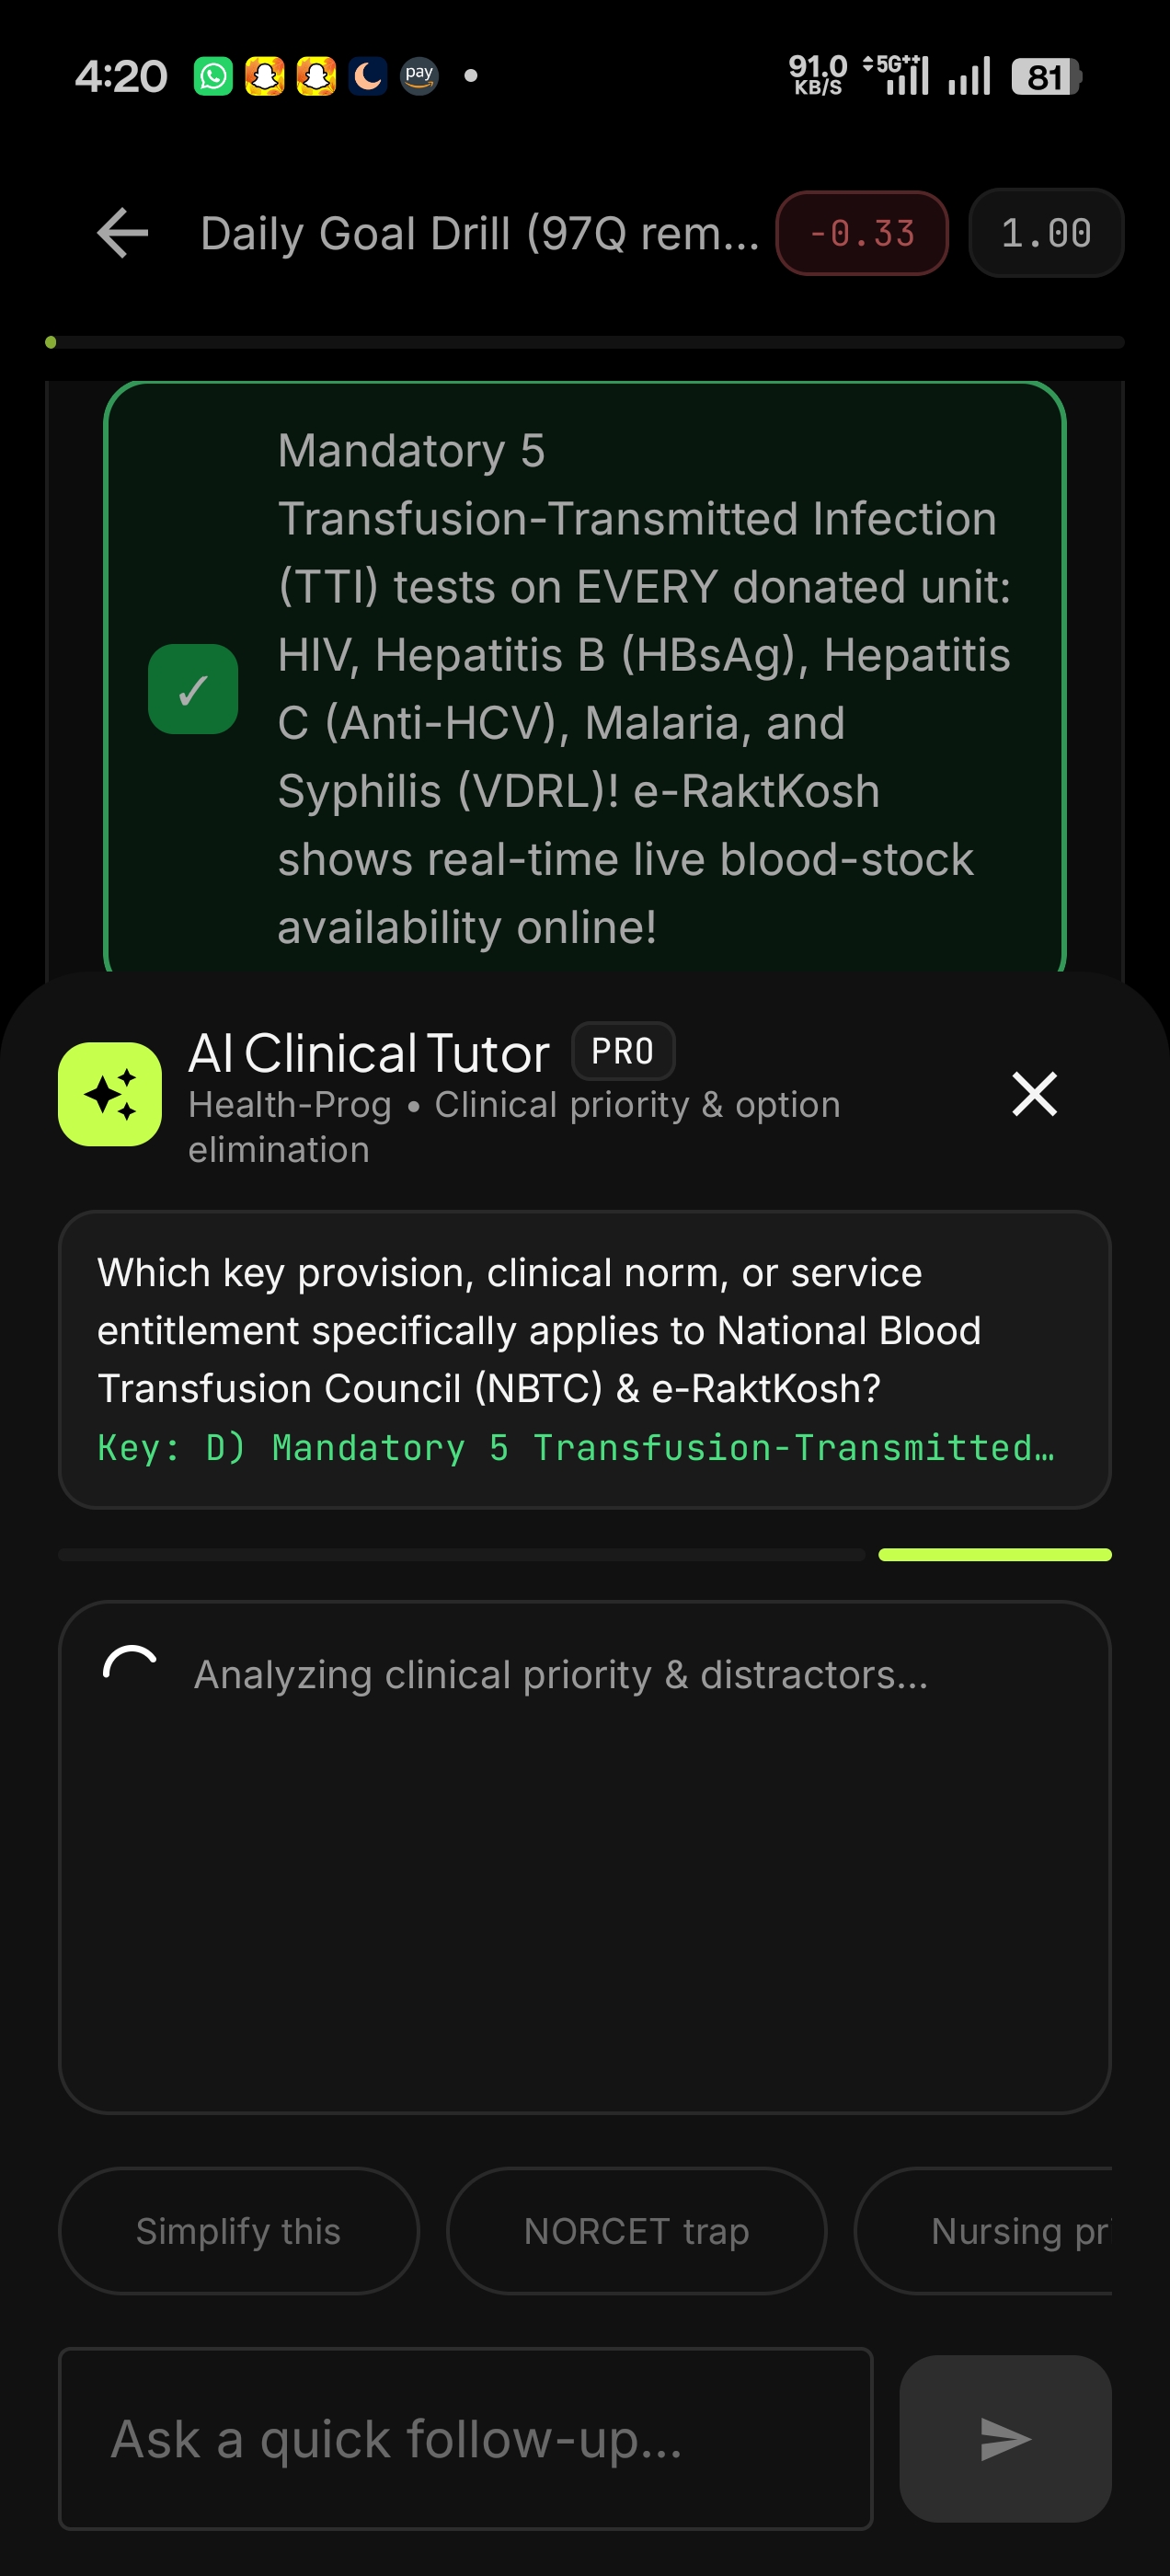 4:20
pay
91.0
KB/S
5G++
81
Daily Goal Drill (97Q rem...
-0.33
1.00
Mandatory 5
Transfusion-Transmitted Infection
(TTI) tests on EVERY donated unit:
HIV, Hepatitis B (HBsAg), Hepatitis
C (Anti-HCV), Malaria, and
Syphilis (VDRL)! e-RaktKosh
shows real-time live blood-stock
availability online!
AI Clinical Tutor PRO
Health-Prog • Clinical priority & option
elimination
Which key provision, clinical norm, or service
entitlement specifically applies to National Blood
Transfusion Council (NBTC) & e-RaktKosh?
Key: D) Mandatory 5 Transfusion-Transmitted…
Analyzing clinical priority & distractors...
Simplify this
NORCET trap
Nursing pri
Ask a quick follow-up...